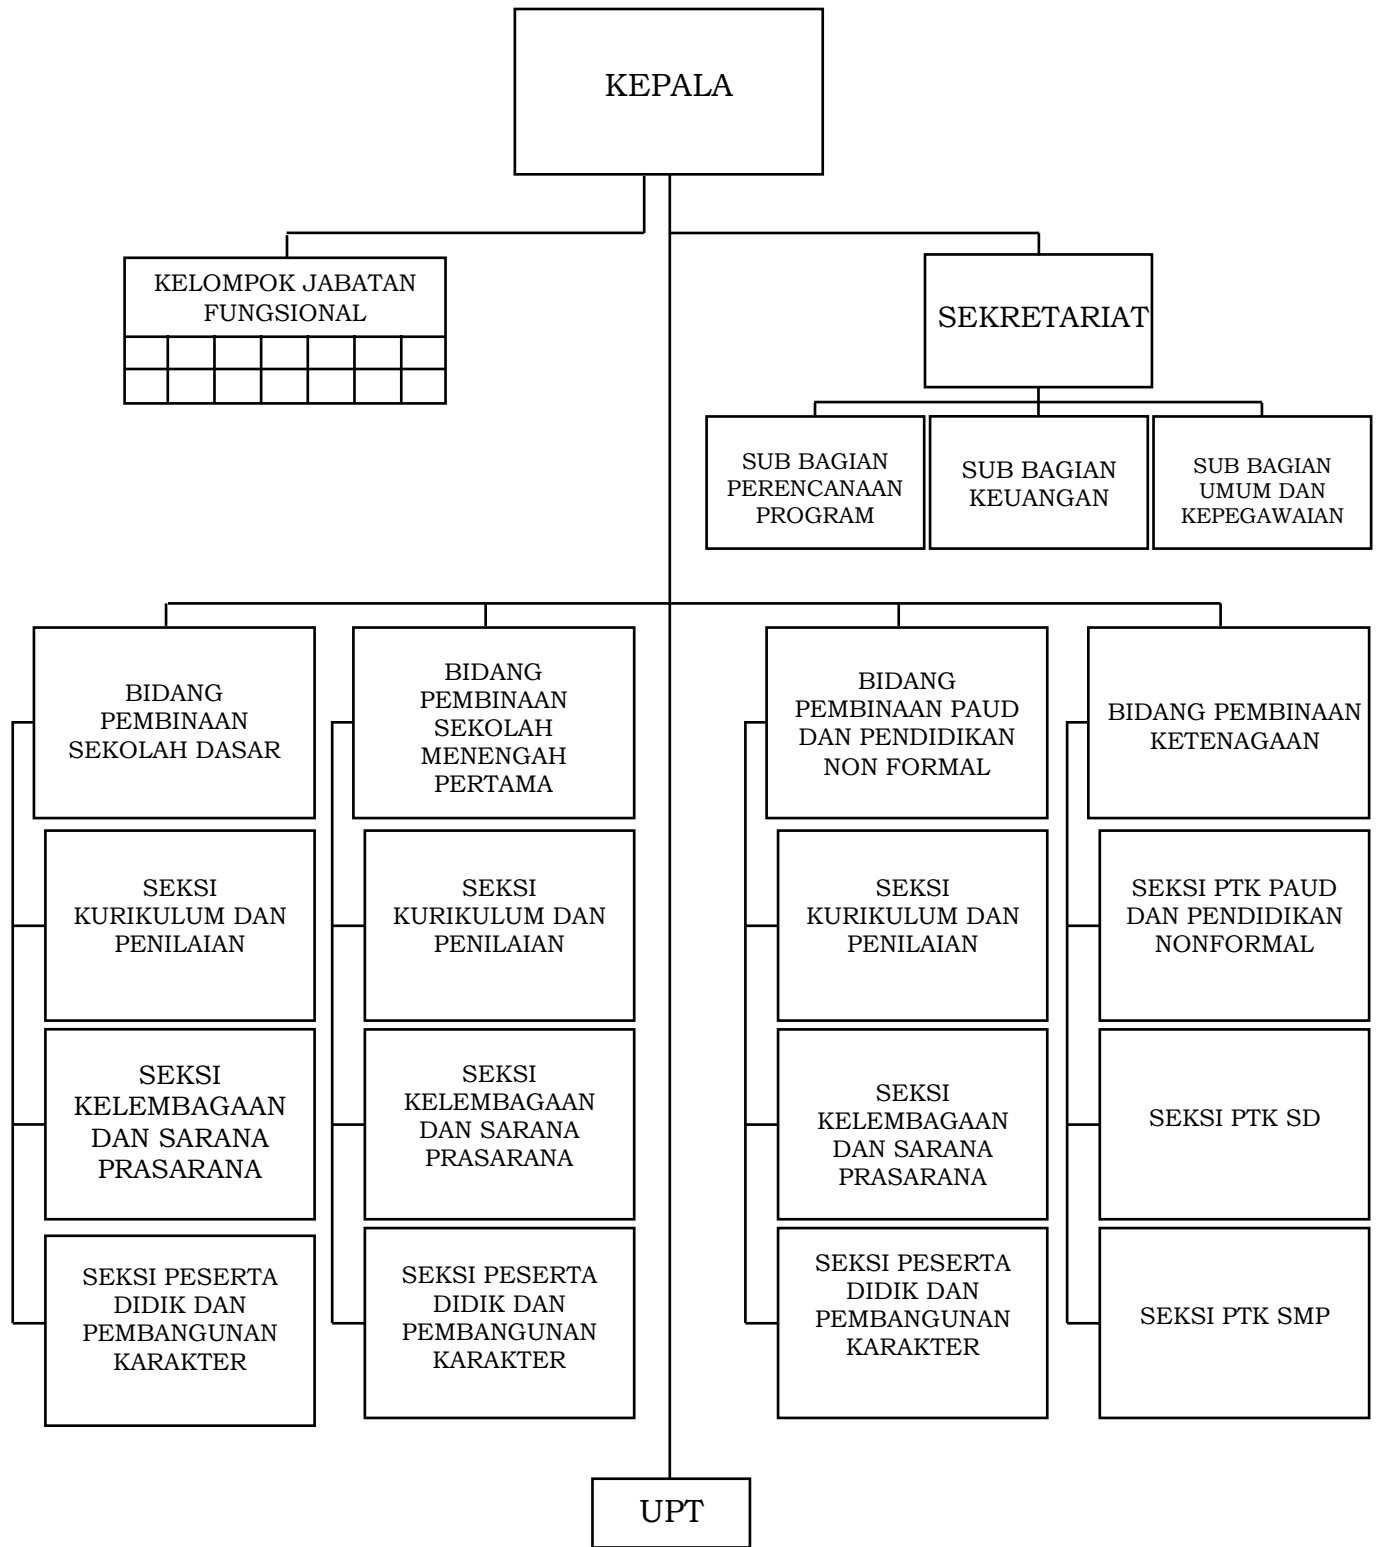 KEPALA
KELOMPOK JABATAN
FUNGSIONAL
SEKRETARIAT
SUB BAGIAN
PERENCANAAN
PROGRAM
SUB BAGIAN
KEUANGAN
SUB BAGIAN
UMUM DAN
KEPEGAWAIAN
BIDANG
PEMBINAAN
SEKOLAH DASAR
BIDANG
PEMBINAAN
SEKOLAH
MENENGAH
PERTAMA
BIDANG
PEMBINAAN PAUD
DAN PENDIDIKAN
NON FORMAL
BIDANG PEMBINAAN
KETENAGAAN
SEKSI
KURIKULUM DAN
PENILAIAN
SEKSI
KURIKULUM DAN
PENILAIAN
SEKSI
KURIKULUM DAN
PENILAIAN
SEKSI PTK PAUD
DAN PENDIDIKAN
NONFORMAL
SEKSI
KELEMBAGAAN
DAN SARANA
PRASARANA
SEKSI
KELEMBAGAAN
DAN SARANA
PRASARANA
SEKSI
KELEMBAGAAN
DAN SARANA
PRASARANA
SEKSI PTK SD
SEKSI PESERTA
DIDIK DAN
PEMBANGUNAN
KARAKTER
SEKSI PESERTA
DIDIK DAN
PEMBANGUNAN
KARAKTER
SEKSI PESERTA
DIDIK DAN
PEMBANGUNAN
KARAKTER
SEKSI PTK SMP
UPT